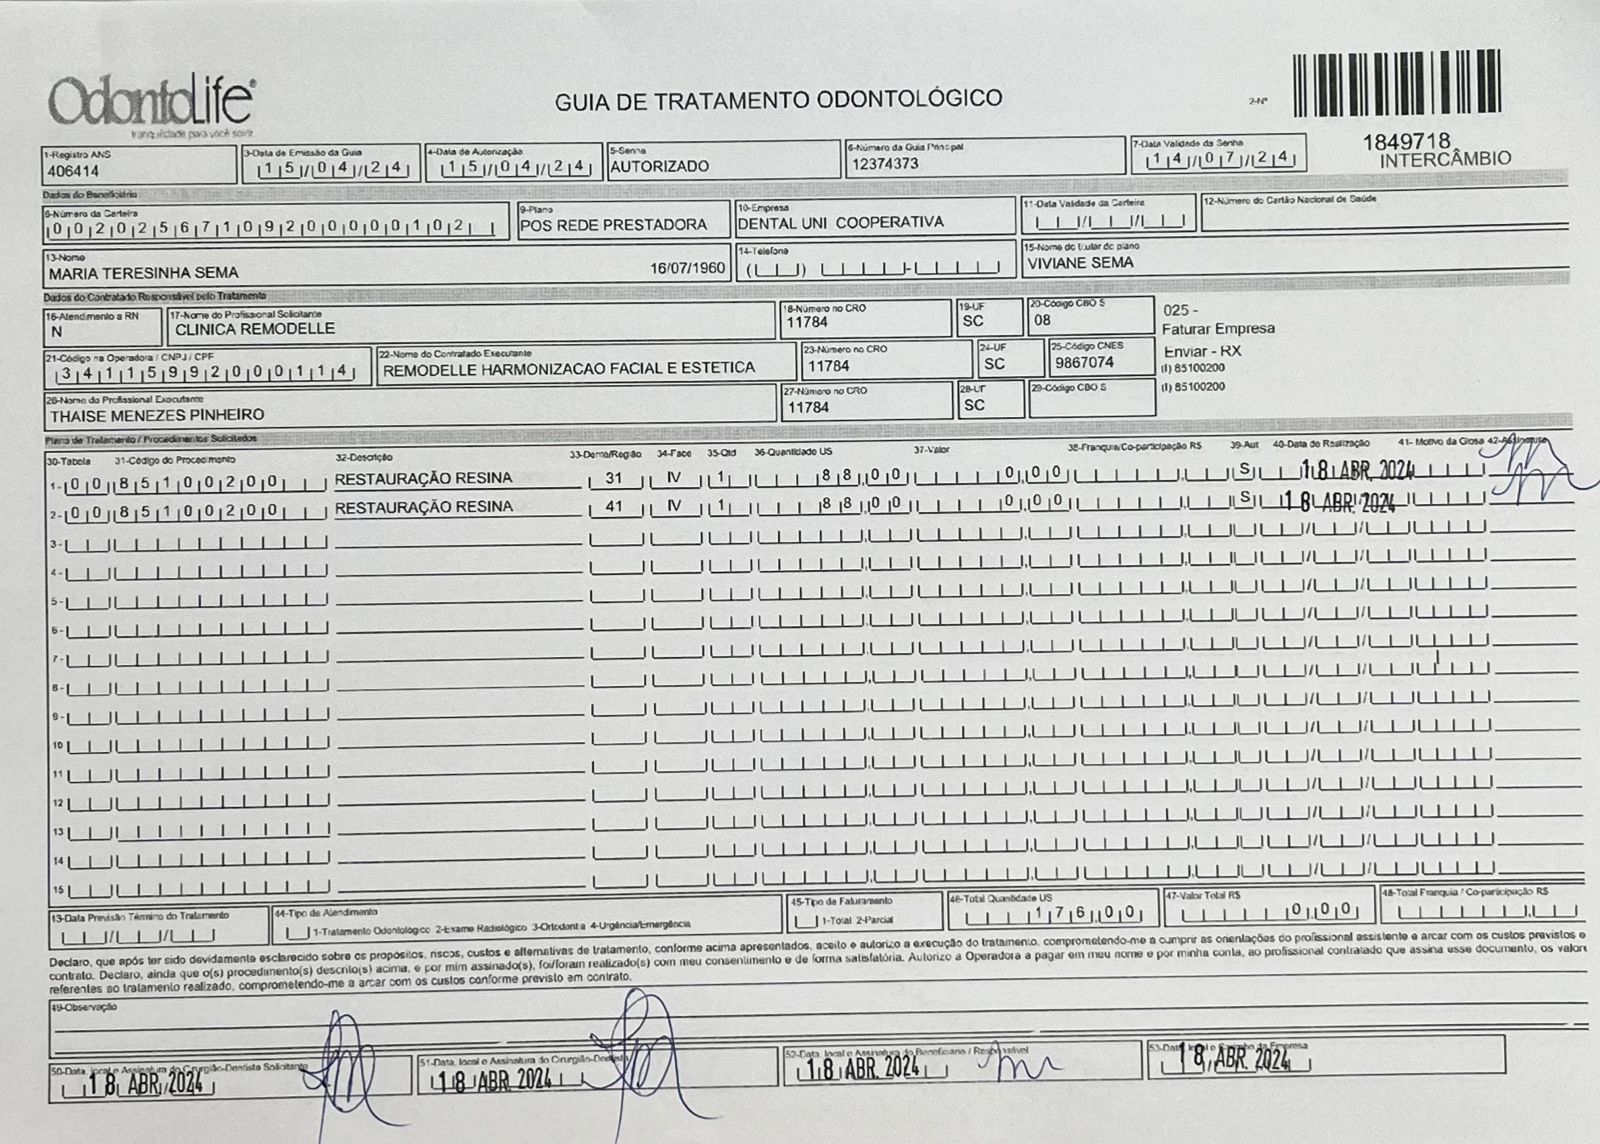 OdontoLife®
tranquilidade para você sorrir
GUIA DE TRATAMENTO ODONTOLÓGICO
2-Nº
1849718
INTERCÂMBIO
1-Registro ANS
406414
3-Data de Emissão da Guia
15/04/24
4-Data de Autorização
15/04/24
5-Senha
AUTORIZADO
6-Número da Guia Principal
12374373
7-Data Validade da Senha
14/07/24
Dados do Beneficiário
8-Número da Carteira
00202567109200000102
9-Plano
POS REDE PRESTADORA
10-Empresa
DENTAL UNI COOPERATIVA
11-Data Validade da Carteira
12-Número do Cartão Nacional de Saúde
13-Nome
MARIA TERESINHA SEMA 16/07/1960
14-Telefone
15-Nome do titular do plano
VIVIANE SEMA
Dados do Contratado Responsável pelo Tratamento
16-Atendimento a RN
N
17-Nome do Profissional Solicitante
CLINICA REMODELLE
18-Número no CRO
11784
19-UF
SC
20-Código CBO S
08
025 -
Faturar Empresa
Enviar - RX
(I) 85100200
(I) 85100200
21-Código na Operadora / CNPJ / CPF
34115992000114
22-Nome do Contratado Executante
REMODELLE HARMONIZACAO FACIAL E ESTETICA
23-Número no CRO
11784
24-UF
SC
25-Código CNES
9867074
26-Nome do Profissional Executante
THAISE MENEZES PINHEIRO
27-Número no CRO
11784
28-UF
SC
29-Código CBO S
Plano de Tratamento / Procedimentos Solicitados
30-Tabela 31-Código do Procedimento 32-Descrição 33-Dente/Região 34-Face 35-Qtd 36-Quantidade US 37-Valor 38-Franquia/Co-participação R$ 39-Aut 40-Data de Realização 41- Motivo da Glosa 42-Assinatura
1- 00 85100200 RESTAURAÇÃO RESINA 31 IV 1 88,00 0,00 S 18 ABR. 2024
2- 00 85100200 RESTAURAÇÃO RESINA 41 IV 1 88,00 0,00 S 18 ABR. 2024
3-
4-
5-
6-
7-
8-
9-
10
11
12
13
14
15
13-Data Previsão Término do Tratamento
44-Tipo de Atendimento
1-Tratamento Odontológico 2-Exame Radiológico 3-Ortodontia 4-Urgência/Emergência
45-Tipo de Faturamento
1-Total 2-Parcial
46-Total Quantidade US
176,00
47-Valor Total R$
0,00
48-Total Franquia / Co-participação R$
Declaro, que após ter sido devidamente esclarecido sobre os propósitos, riscos, custos e alternativas de tratamento, conforme acima apresentados, aceito e autorizo a execução do tratamento, comprometendo-me a cumprir as orientações do profissional assistente e arcar com os custos previstos e
contrato. Declaro, ainda que o(s) procedimento(s) descrito(s) acima, e por mim assinado(s), foi/foram realizado(s) com meu consentimento e de forma satisfatória. Autorizo a Operadora a pagar em meu nome e por minha conta, ao profissional contratado que assina esse documento, os valore
referentes ao tratamento realizado, comprometendo-me a arcar com os custos conforme previsto em contrato.
49-Observação
50-Data, local e Assinatura do Cirurgião-Dentista Solicitante
18 ABR. 2024
51-Data, local e Assinatura do Cirurgião-Dentista
18 ABR. 2024
52-Data, local e Assinatura do Beneficiário / Responsável
18 ABR. 2024
53-Data, local e Carimbo da Empresa
18 ABR. 2024